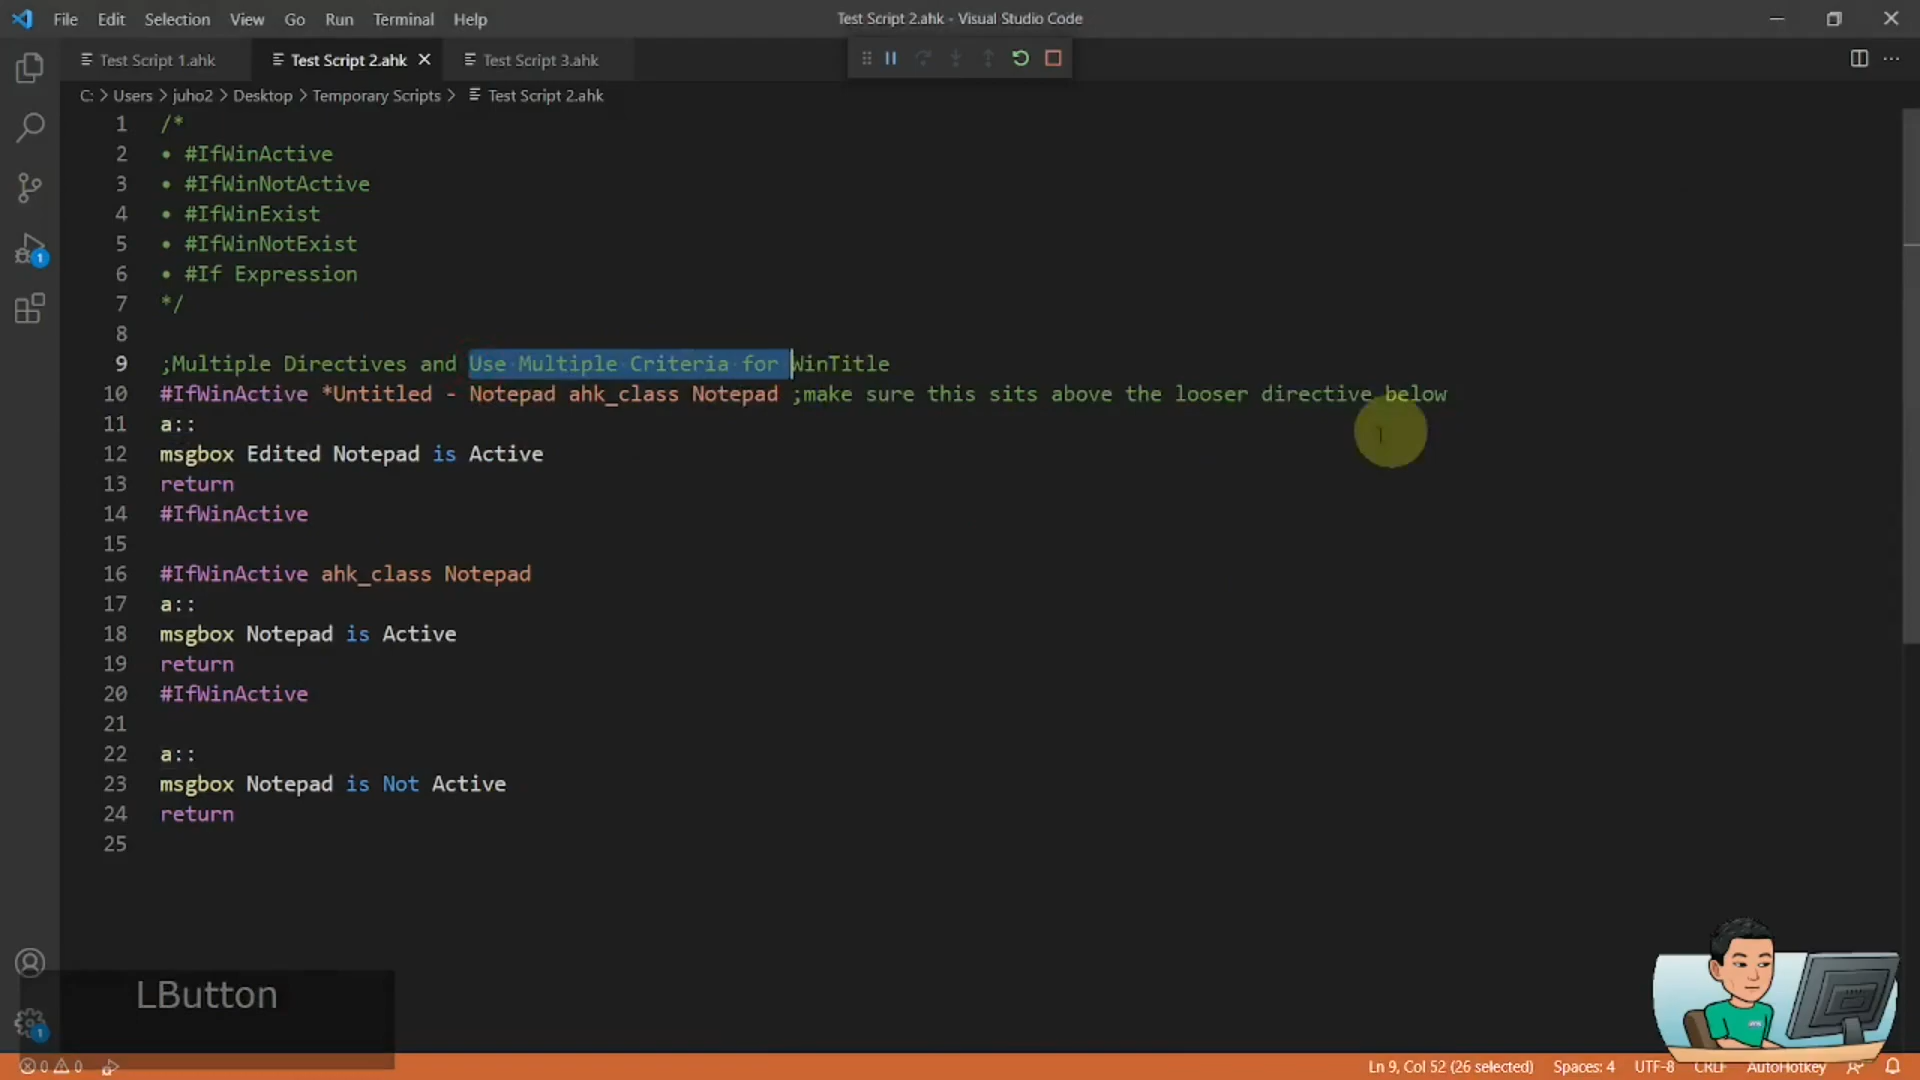 File Edit Selection View Go Run Terminal Help
Test Script 2.ahk - Visual Studio Code
Test Script 1.ahk
Test Script 2.ahk
Test Script 3.ahk
C: > Users > juho2 > Desktop > Temporary Scripts > Test Script 2.ahk
1 /*
2 • #IfWinActive
3 • #IfWinNotActive
4 • #IfWinExist
5 • #IfWinNotExist
6 • #If Expression
7 */
8
9 ;Multiple Directives and Use Multiple Criteria for WinTitle
10 #IfWinActive *Untitled - Notepad ahk_class Notepad ;make sure this sits above the looser directive below
11 a::
12 msgbox Edited Notepad is Active
13 return
14 #IfWinActive
15
16 #IfWinActive ahk_class Notepad
17 a::
18 msgbox Notepad is Active
19 return
20 #IfWinActive
21
22 a::
23 msgbox Notepad is Not Active
24 return
25
1
LButton
1
0 0
Ln 9, Col 52 (26 selected) Spaces: 4 UTF-8 CRLF AutoHotkey